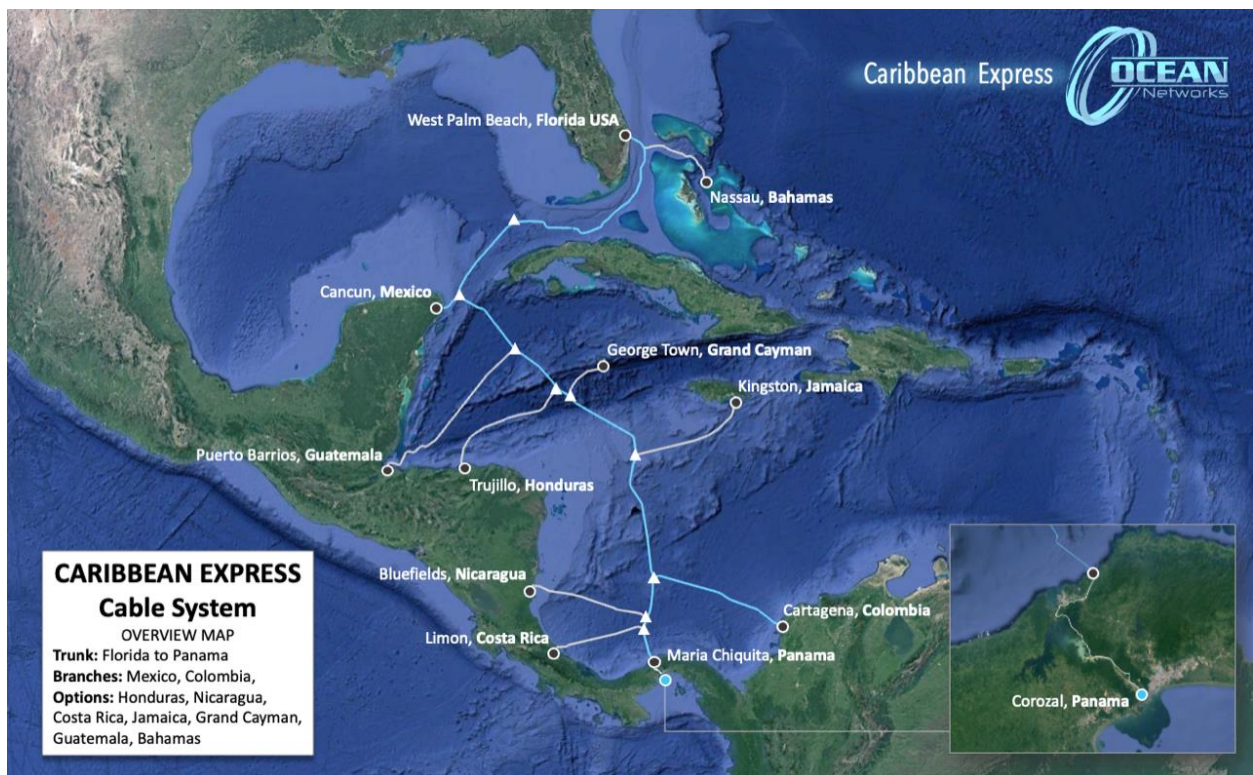 Caribbean Express
OCEAN
Networks
West Palm Beach, Florida USA
Nassau, Bahamas
Cancun, Mexico
George Town, Grand Cayman
Kingston, Jamaica
Puerto Barrios, Guatemala
Trujillo, Honduras
Bluefields, Nicaragua
Cartagena, Colombia
Limon, Costa Rica
Maria Chiquita, Panama
Corozal, Panama
CARIBBEAN EXPRESS
Cable System
OVERVIEW MAP
Trunk: Florida to Panama
Branches: Mexico, Colombia,
Options: Honduras, Nicaragua,
Costa Rica, Jamaica, Grand Cayman,
Guatemala, Bahamas